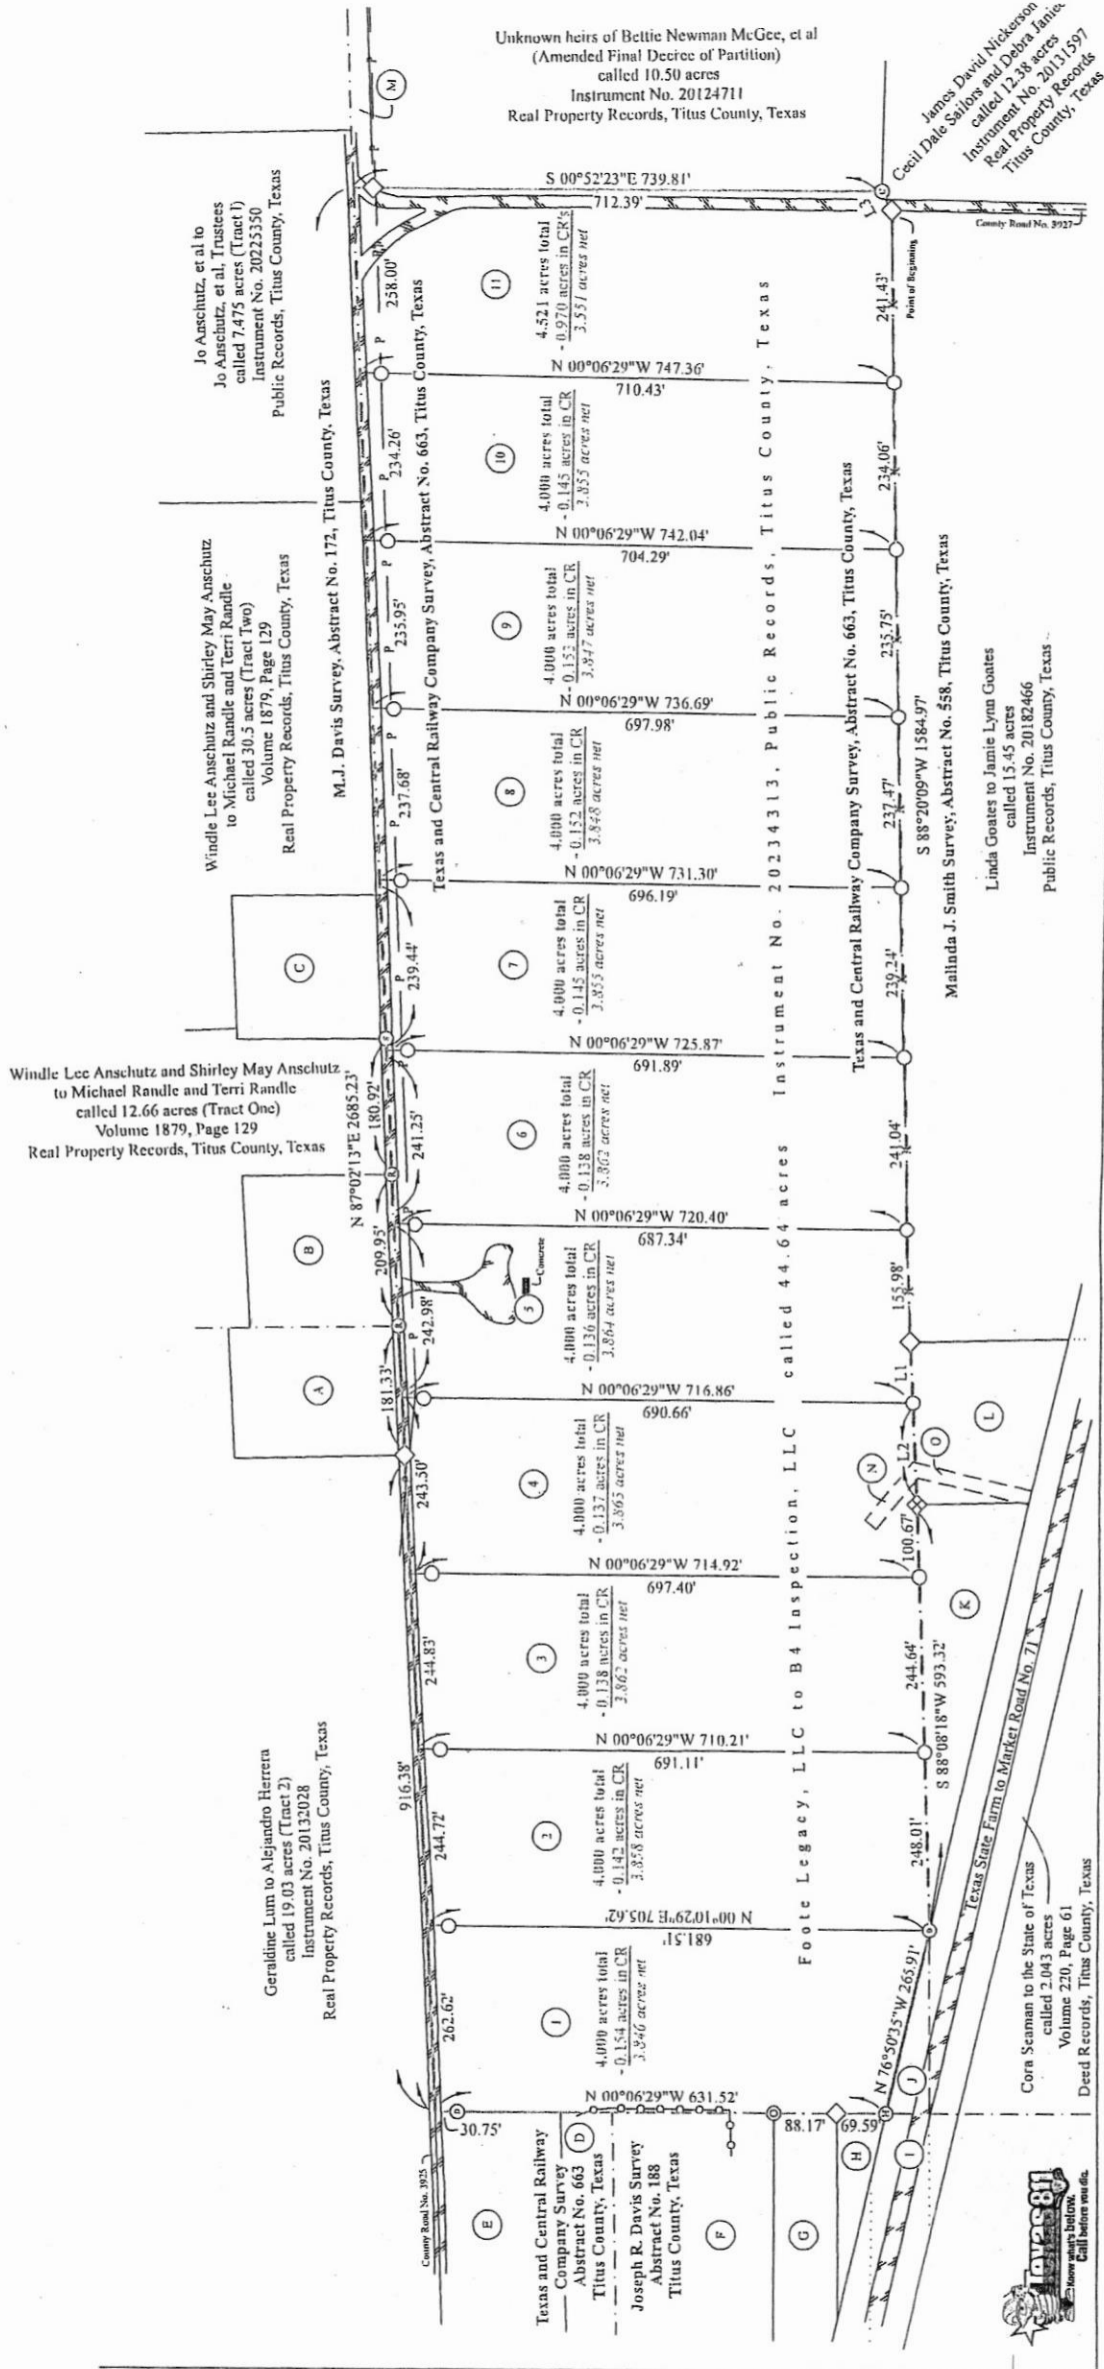 Unknown heirs of Bettie Newman McGee, et al
(Amended Final Decree of Partition)
called 10.50 acres
Instrument No. 20124711
Real Property Records, Titus County, Texas
James David Nickerson
Cecil Dale Sailors and Debra Janice
called 12.38 acres
Instrument No. 20131597
Real Property Records
Titus County, Texas
M
S 00°52'23"E 739.81'
712.39'
L3
County Road No. 3927
Point of Beginning
Jo Anschutz, et al to
Jo Anschutz, et al, Trustees
called 7.475 acres (Tract I)
Instrument No. 20225350
Public Records, Titus County, Texas
M.J. Davis Survey, Abstract No. 172, Titus County, Texas
Texas and Central Railway Company Survey, Abstract No. 663, Titus County, Texas
258.00'
11
4.521 acres total
- 0.970 acres in CR's
3.551 acres net
241.43'
N 00°06'29"W 747.36'
710.43'
234.26'
10
4.000 acres total
- 0.145 acres in CR
3.855 acres net
234.06'
N 00°06'29"W 742.04'
704.29'
Windle Lee Anschutz and Shirley May Anschutz
to Michael Randle and Terri Randle
called 30.5 acres (Tract Two)
Volume 1879, Page 129
Real Property Records, Titus County, Texas
235.95'
9
4.000 acres total
- 0.153 acres in CR
3.847 acres net
235.75'
N 00°06'29"W 736.69'
697.98'
237.68'
8
4.000 acres total
- 0.152 acres in CR
3.848 acres net
237.47'
S 88°20'09"W 1584.97'
N 00°06'29"W 731.30'
696.19'
C
239.44'
7
4.000 acres total
- 0.145 acres in CR
3.855 acres net
239.24'
Texas and Central Railway Company Survey, Abstract No. 663, Titus County, Texas
Malinda J. Smith Survey, Abstract No. 558, Titus County, Texas
Linda Goates to Jamie Lynn Goates
called 15.45 acres
Instrument No. 20182466
Public Records, Titus County, Texas
N 00°06'29"W 725.87'
691.89'
Windle Lee Anschutz and Shirley May Anschutz
to Michael Randle and Terri Randle
called 12.66 acres (Tract One)
Volume 1879, Page 129
Real Property Records, Titus County, Texas
N 87°02'13"E 2685.23'
180.92'
241.25'
6
4.000 acres total
- 0.138 acres in CR
3.862 acres net
241.04'
N 00°06'29"W 720.40'
687.34'
B
209.95'
242.98'
5
Concrete
4.000 acres total
- 0.136 acres in CR
3.864 acres net
155.98'
L1
A
181.33'
N 00°06'29"W 716.86'
690.66'
243.50'
4
4.000 acres total
- 0.137 acres in CR
3.865 acres net
L2
N
O
L
100.67'
N 00°06'29"W 714.92'
697.40'
Foote Legacy, LLC to B4 Inspection, LLC called 44.64 acres Instrument No. 20234313, Public Records, Titus County, Texas
244.83'
3
4.000 acres total
- 0.138 acres in CR
3.862 acres net
244.64'
K
S 88°08'18"W 593.32'
N 00°06'29"W 710.21'
691.11'
Geraldine Lum to Alejandro Herrera
called 19.03 acres (Tract 2)
Instrument No. 20132028
Real Property Records, Titus County, Texas
916.38'
244.72'
2
4.000 acres total
- 0.142 acres in CR
3.858 acres net
248.01'
Texas State Farm to Market Road No. 71
N 00°10'29"E 705.62'
681.51'
262.62'
1
4.000 acres total
- 0.154 acres in CR
3.846 acres net
N 76°50'35"W 265.91'
Cora Seaman to the State of Texas
called 2.043 acres
Volume 220, Page 61
Deed Records, Titus County, Texas
N 00°06'29"W 631.52'
30.75'
88.17'
69.59'
J
I
H
G
F
E
D
County Road No. 3925
Texas and Central Railway
Company Survey
Abstract No. 663
Titus County, Texas
Joseph R. Davis Survey
Abstract No. 188
Titus County, Texas
Know what's below.
Call before you dig.